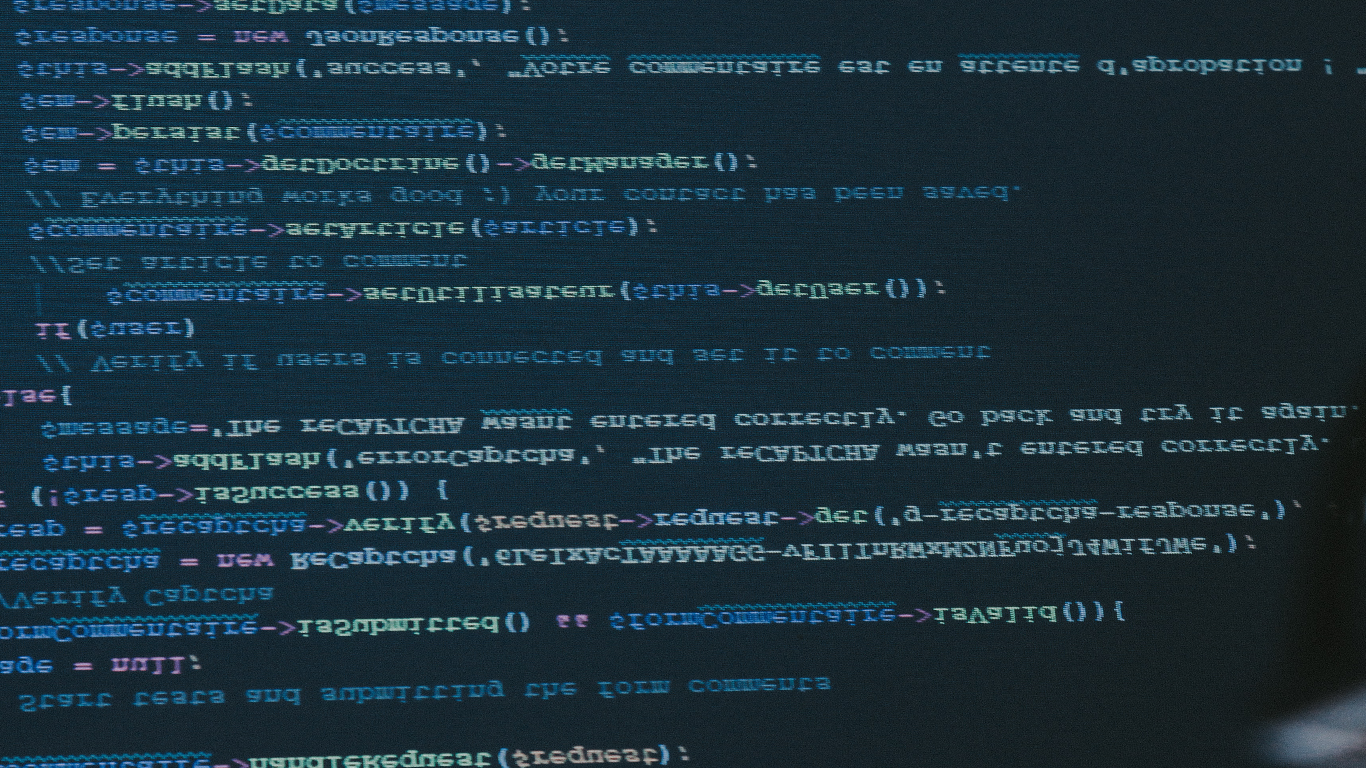 ommentaire->handleRequest($request);
Start tests and submitting the form comments
age = null;
ormCommentaire->isSubmitted() && $formCommentaire->isValid()){
/Verify Captcha
recaptcha = new ReCaptcha('6LeIxAcTAAAAAGG-vFI1TnRWxMZNFuojJ4WifJWe');
resp = $recaptcha->verify($request->request->get('g-recaptcha-response'),
f (!$resp->isSuccess()) {
$this->addFlash('errorCaptcha', "The reCAPTCHA wasn't entered correctly.
$message='The reCAPTCHA wasnt entered correctly. Go back and try it again.
lse{
// Verify if users is connected and set it to comment
if($user)
$commentaire->setUtilisateur($this->getUser());
//Set article to comment
$commentaire->setArticle($article);
// Everything works good :) your contact has been saved.
$em = $this->getDoctrine()->getManager();
$em->persist($commentaire);
$em->flush();
$this->addFlash('success', "Votre commentaire est en attente d'aprobation ! "
$response = new JsonResponse();
$response->setData($message);